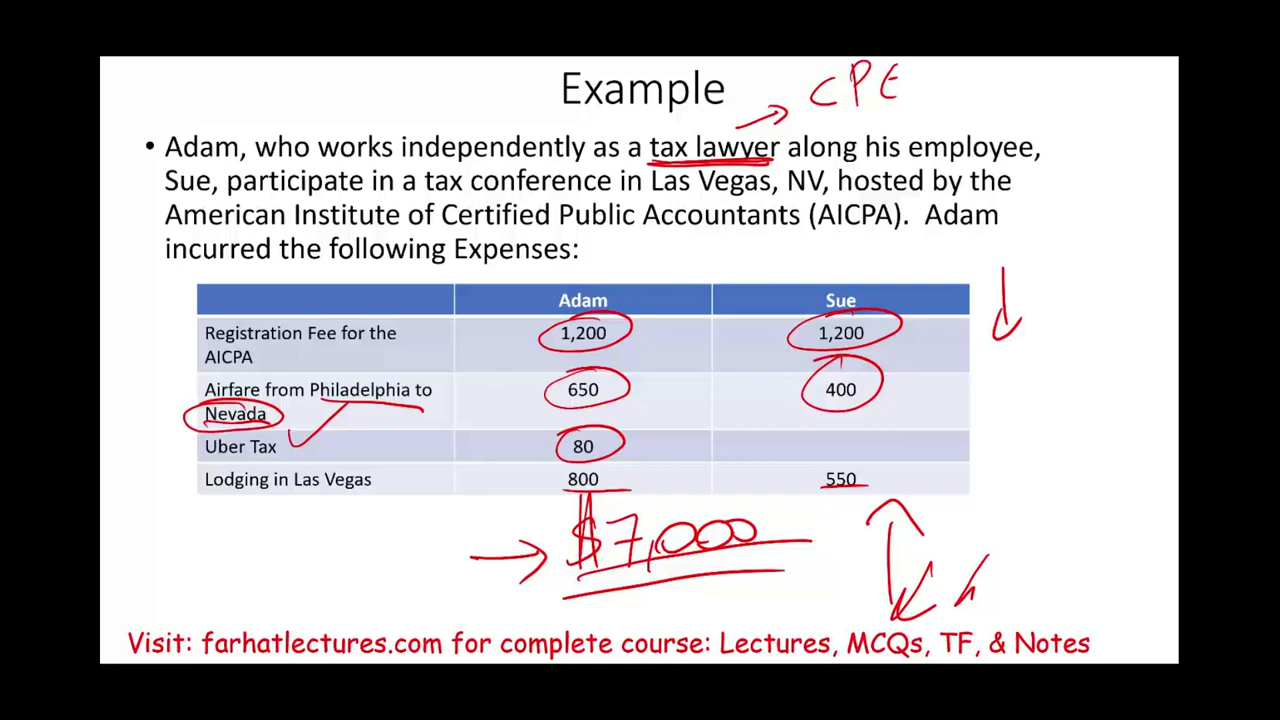 Example
CPE
• Adam, who works independently as a tax lawyer along his employee,
Sue, participate in a tax conference in Las Vegas, NV, hosted by the
American Institute of Certified Public Accountants (AICPA). Adam
incurred the following Expenses:
Adam Sue
Registration Fee for the AICPA 1,200 1,200
Airfare from Philadelphia to Nevada 650 400
Uber Tax 80
Lodging in Las Vegas 800 550
$7,000
Visit: farhatlectures.com for complete course: Lectures, MCQs, TF, & Notes